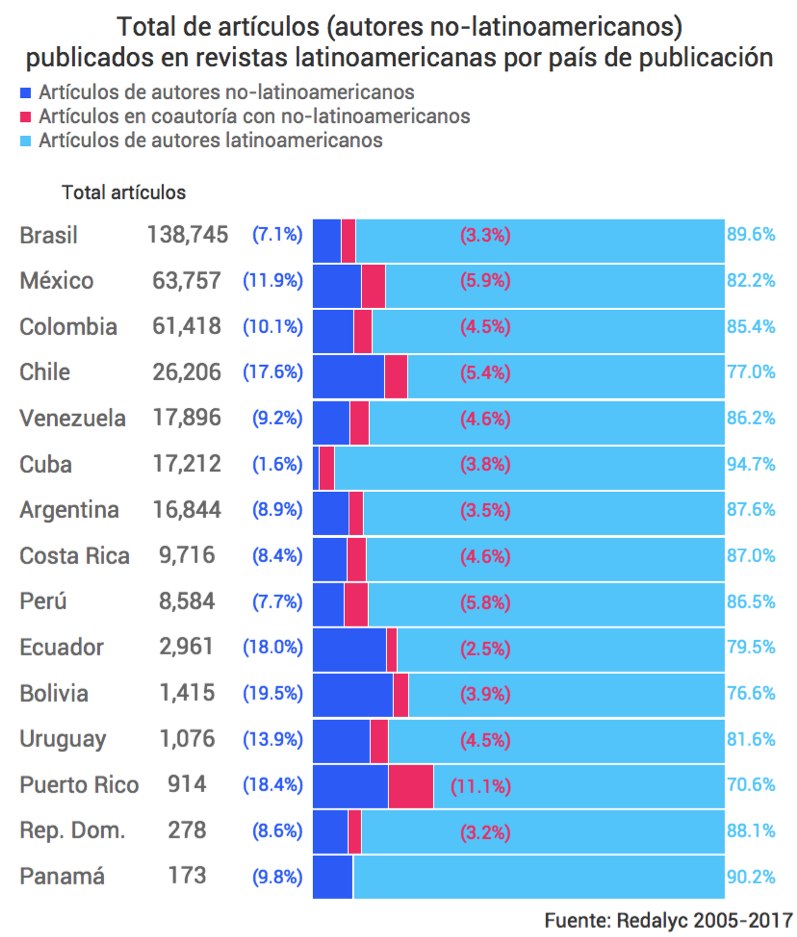 Total de artículos (autores no-latinoamericanos)
publicados en revistas latinoamericanas por país de publicación
Artículos de autores no-latinoamericanos
Artículos en coautoría con no-latinoamericanos
Artículos de autores latinoamericanos
Total artículos
Brasil 138,745 (7.1%) (3.3%) 89.6%
México 63,757 (11.9%) (5.9%) 82.2%
Colombia 61,418 (10.1%) (4.5%) 85.4%
Chile 26,206 (17.6%) (5.4%) 77.0%
Venezuela 17,896 (9.2%) (4.6%) 86.2%
Cuba 17,212 (1.6%) (3.8%) 94.7%
Argentina 16,844 (8.9%) (3.5%) 87.6%
Costa Rica 9,716 (8.4%) (4.6%) 87.0%
Perú 8,584 (7.7%) (5.8%) 86.5%
Ecuador 2,961 (18.0%) (2.5%) 79.5%
Bolivia 1,415 (19.5%) (3.9%) 76.6%
Uruguay 1,076 (13.9%) (4.5%) 81.6%
Puerto Rico 914 (18.4%) (11.1%) 70.6%
Rep. Dom. 278 (8.6%) (3.2%) 88.1%
Panamá 173 (9.8%) 90.2%
Fuente: Redalyc 2005-2017